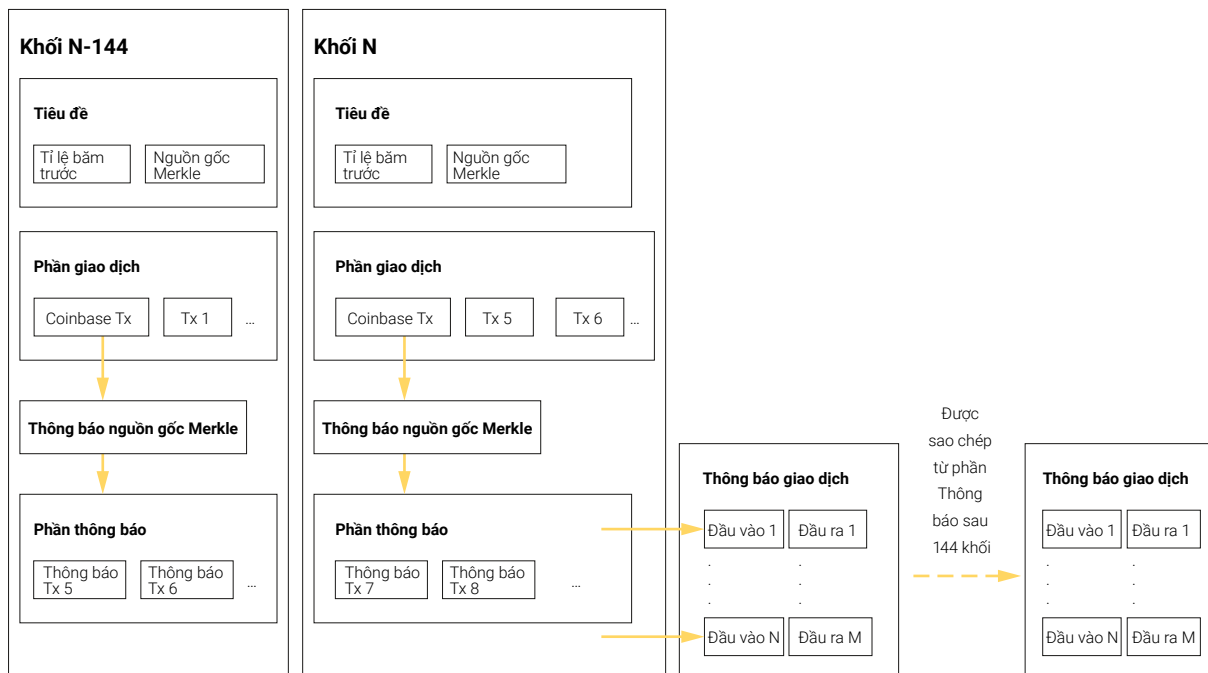 Khối N-144
Tiêu đề
Tỉ lệ băm
trước
Nguồn gốc
Merkle
Phần giao dịch
Coinbase Tx
Tx 1
...
Thông báo nguồn gốc Merkle
Phần thông báo
Thông báo
Tx 5
Thông báo
Tx 6
...
Khối N
Tiêu đề
Tỉ lệ băm
trước
Nguồn gốc
Merkle
Phần giao dịch
Coinbase Tx
Tx 5
Tx 6
...
Thông báo nguồn gốc Merkle
Phần thông báo
Thông báo
Tx 7
Thông báo
Tx 8
...
Thông báo giao dịch
Đầu vào 1
Đầu ra 1
. .
. .
. .
Đầu vào N
Đầu ra M
Được
sao chép
từ phần
Thông
báo sau
144 khối
Thông báo giao dịch
Đầu vào 1
Đầu ra 1
. .
. .
. .
Đầu vào N
Đầu ra M